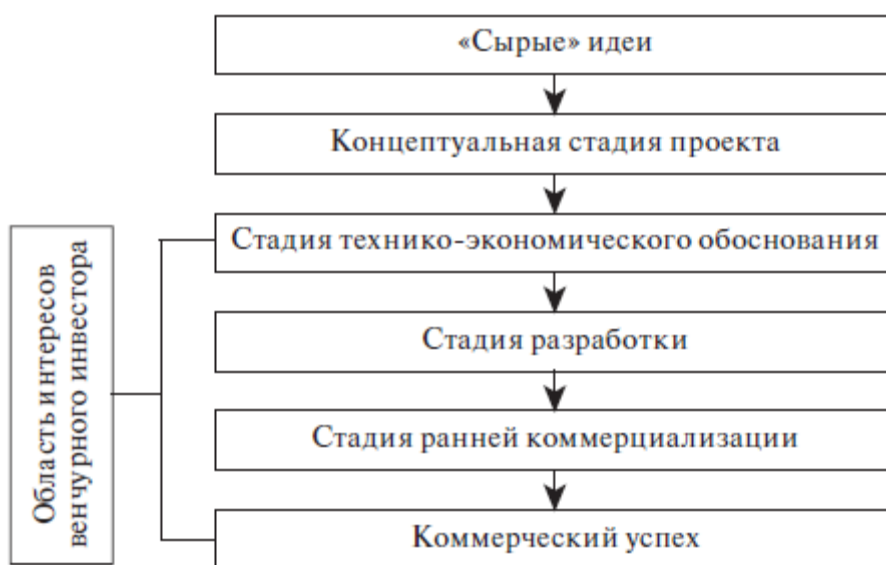 «Сырые» идеи
Концептуальная стадия проекта
Стадия технико-экономического обоснования
Стадия разработки
Стадия ранней коммерциализации
Коммерческий успех
Область интересов
венчурного инвестора